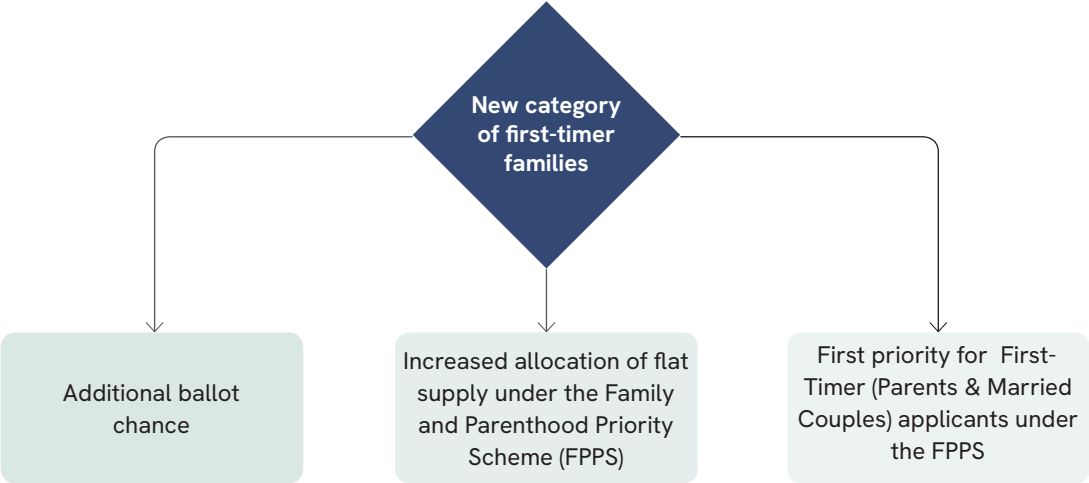 New category
of first-timer
families
Additional ballot
chance
Increased allocation of flat
supply under the Family
and Parenthood Priority
Scheme (FPPS)
First priority for  First-
Timer (Parents & Married
Couples) applicants under
the FPPS